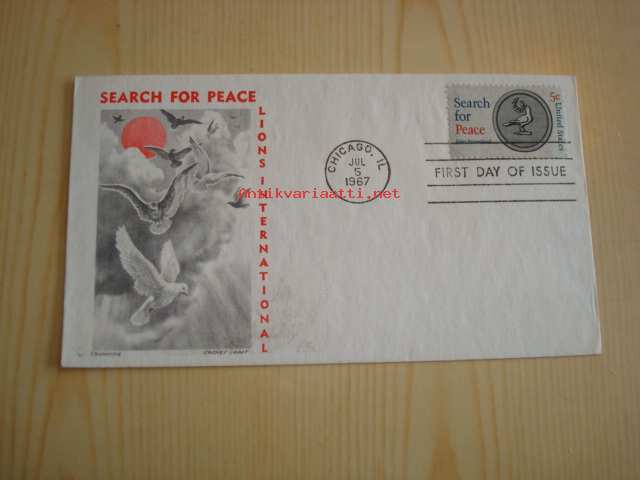 SEARCH FOR PEACE
LIONS INTERNATIONAL
CACHET CRAFT
CHICAGO, IL
JUL
5
1967
Search
for
Peace
5¢ United States
FIRST DAY OF ISSUE
Antikvariaatti.net